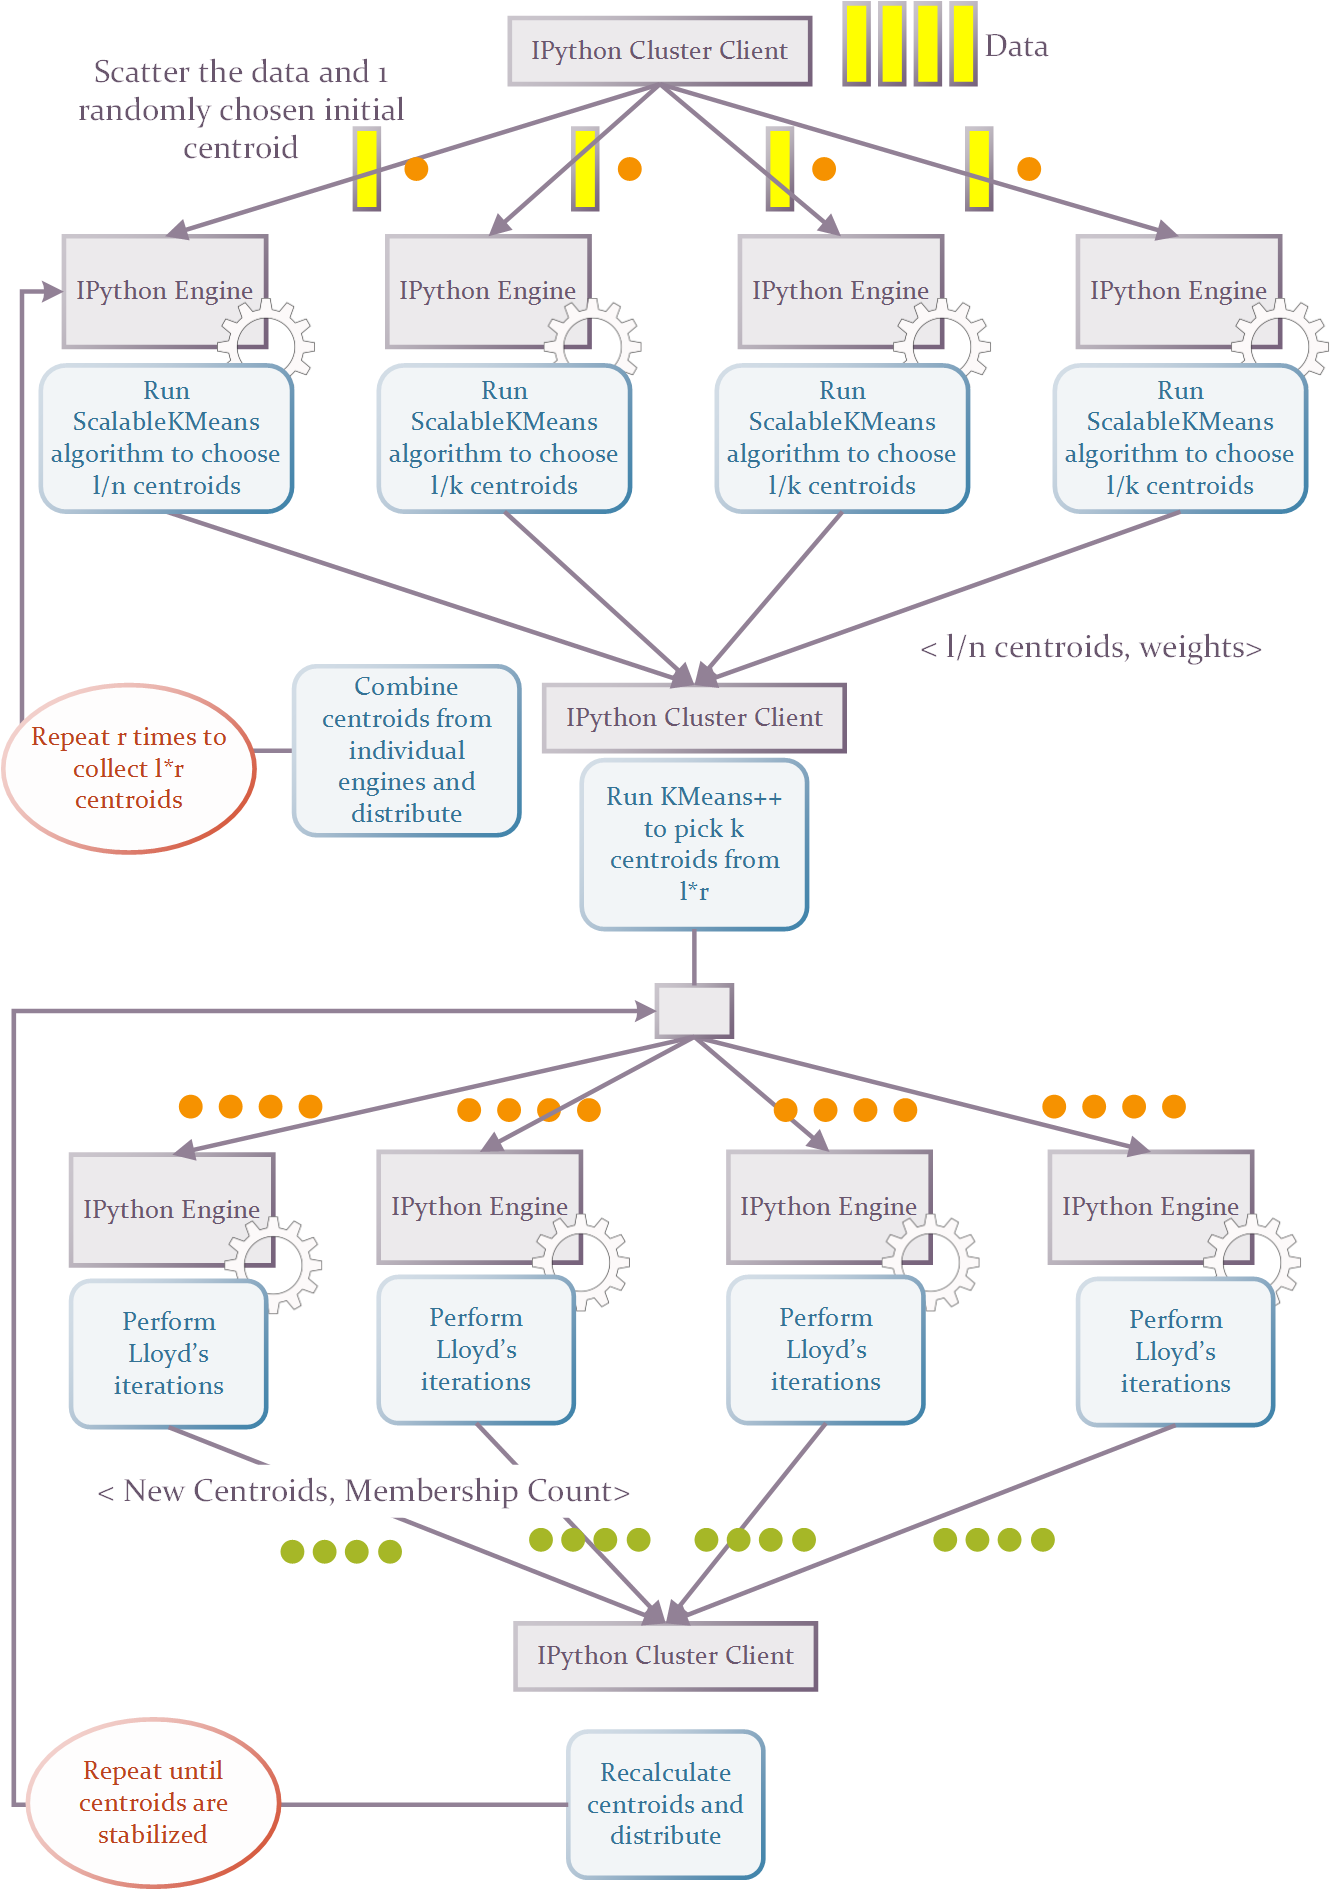 IPython Cluster Client
Data
Scatter the data and 1
randomly chosen initial
centroid
IPython Engine
IPython Engine
IPython Engine
IPython Engine
Run
ScalableKMeans
algorithm to choose
l/n centroids
Run
ScalableKMeans
algorithm to choose
l/k centroids
Run
ScalableKMeans
algorithm to choose
l/k centroids
Run
ScalableKMeans
algorithm to choose
l/k centroids
< l/n centroids, weights>
Repeat r times to
collect l*r
centroids
Combine
centroids from
individual
engines and
distribute
IPython Cluster Client
Run KMeans++
to pick k
centroids from
l*r
IPython Engine
IPython Engine
IPython Engine
IPython Engine
Perform
Lloyd’s
iterations
Perform
Lloyd’s
iterations
Perform
Lloyd’s
iterations
Perform
Lloyd’s
iterations
< New Centroids, Membership Count>
IPython Cluster Client
Repeat until
centroids are
stabilized
Recalculate
centroids and
distribute